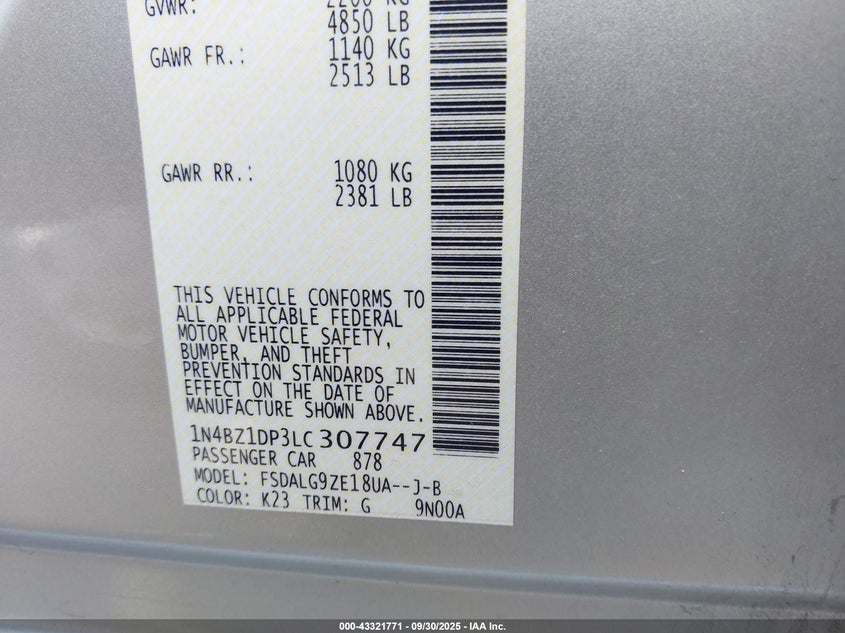 GVWR: 2200 KG
4850 LB
GAWR FR.: 1140 KG
2513 LB
GAWR RR.: 1080 KG
2381 LB
THIS VEHICLE CONFORMS TO
ALL APPLICABLE FEDERAL
MOTOR VEHICLE SAFETY,
BUMPER, AND THEFT
PREVENTION STANDARDS IN
EFFECT ON THE DATE OF
MANUFACTURE SHOWN ABOVE.
1N4BZ1DP3LC307747
PASSENGER CAR 878
MODEL: FSDALG9ZE18UA--J-B
COLOR: K23 TRIM: G 9N00A
000-43321771 - 09/30/2025 - IAA Inc.